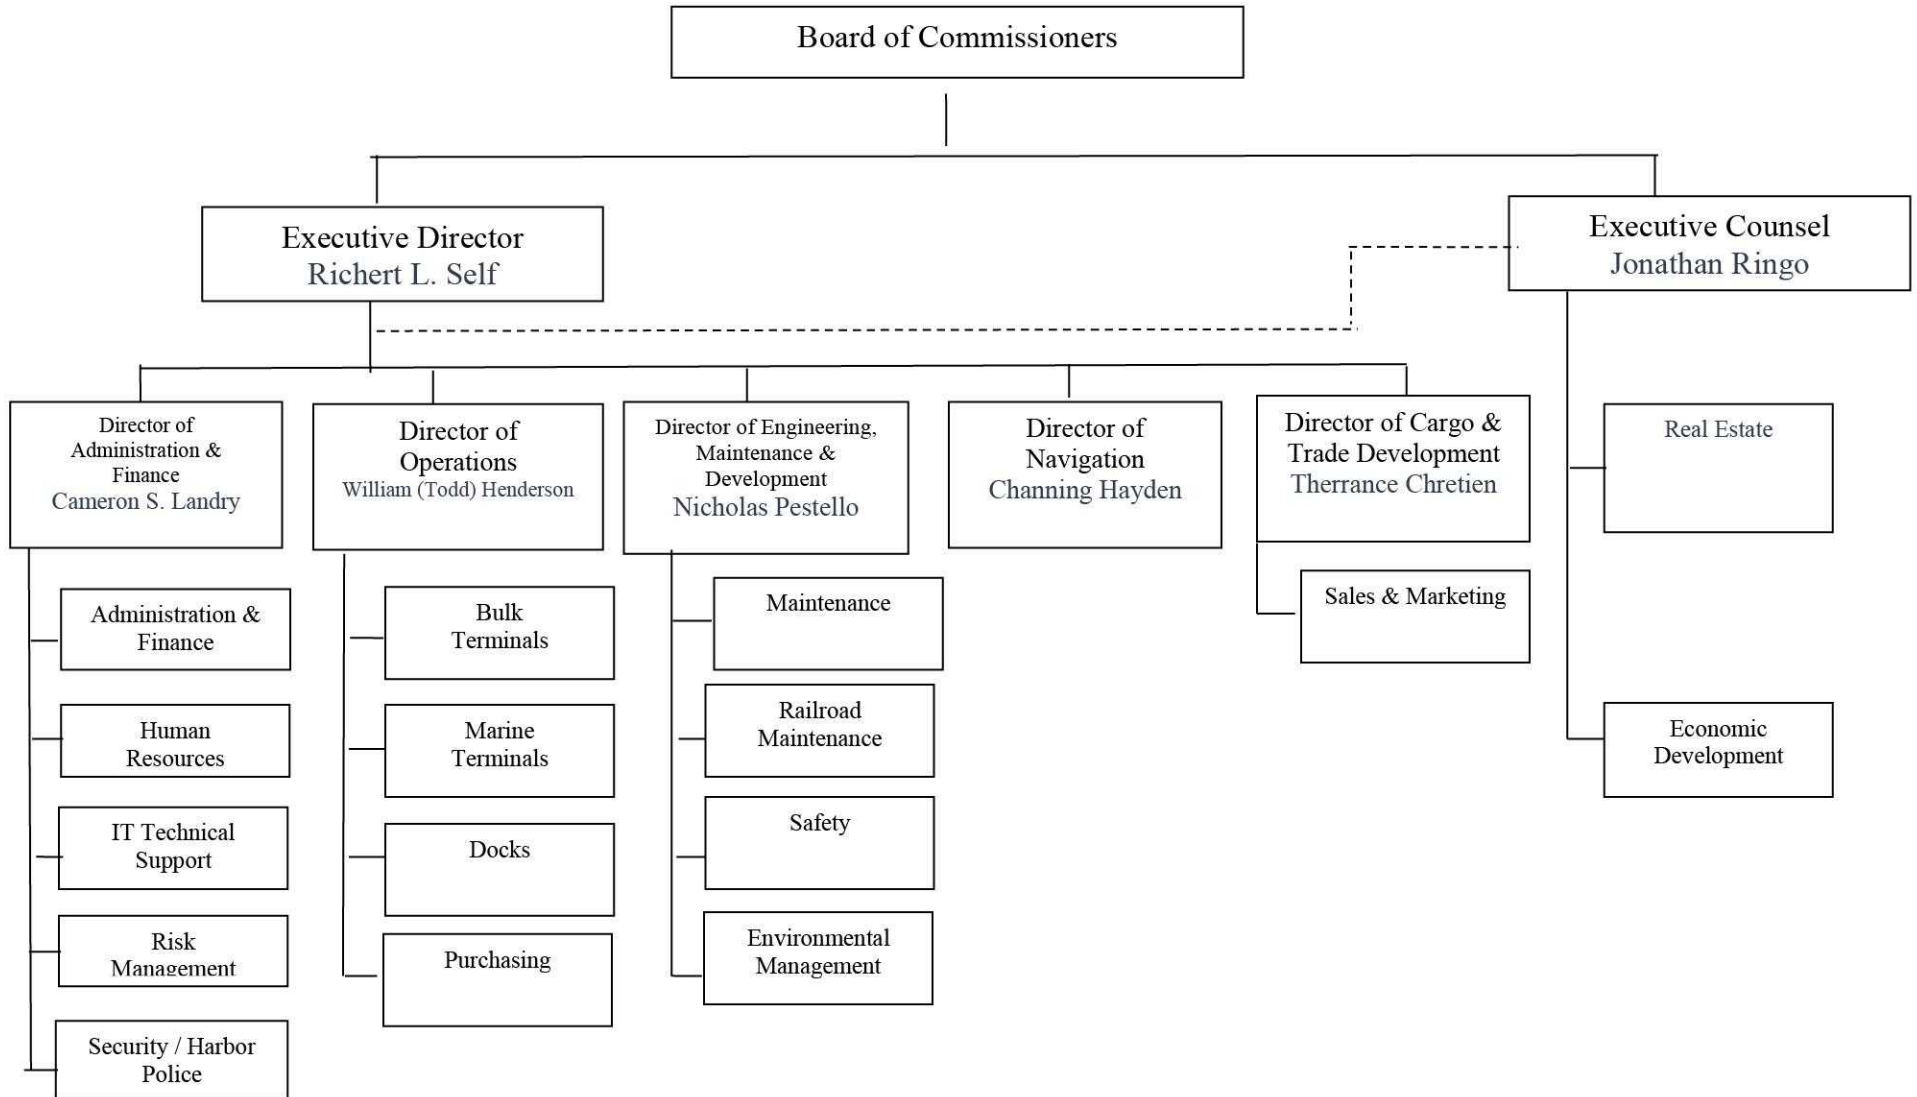 Board of Commissioners
Executive Director
Richert L. Self
Executive Counsel
Jonathan Ringo
Director of
Administration &
Finance
Cameron S. Landry
Director of
Operations
William (Todd) Henderson
Director of Engineering,
Maintenance &
Development
Nicholas Pestello
Director of
Navigation
Channing Hayden
Director of Cargo &
Trade Development
Therrance Chretien
Real Estate
Administration &
Finance
Human
Resources
IT Technical
Support
Risk
Management
Security / Harbor
Police
Bulk
Terminals
Marine
Terminals
Docks
Purchasing
Maintenance
Railroad
Maintenance
Safety
Environmental
Management
Sales & Marketing
Economic
Development